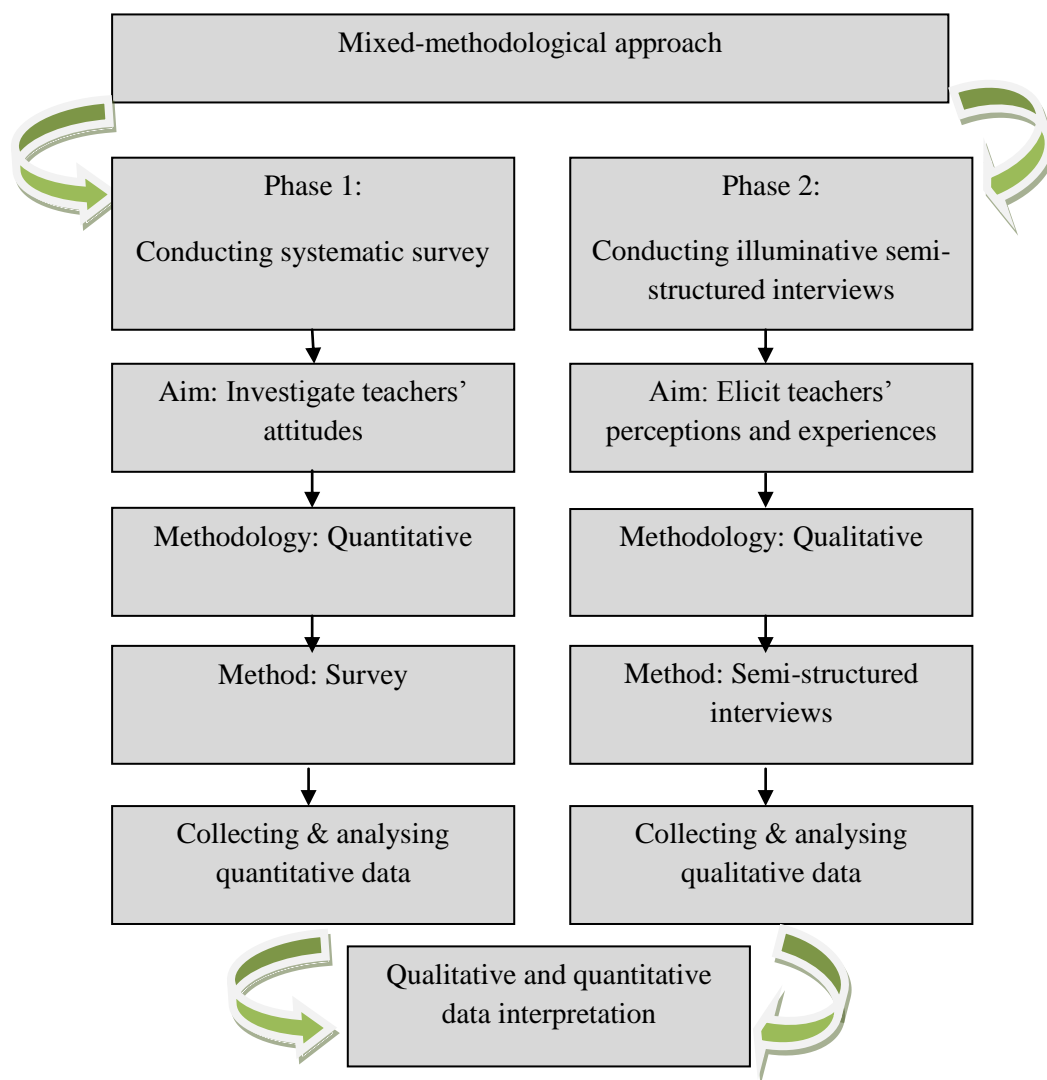 Mixed-methodological approach
Phase 1:
Conducting systematic survey
Aim: Investigate teachers’
attitudes
Methodology: Quantitative
Method: Survey
Collecting & analysing
quantitative data
Phase 2:
Conducting illuminative semi-
structured interviews
Aim: Elicit teachers’
perceptions and experiences
Methodology: Qualitative
Method: Semi-structured
interviews
Collecting & analysing
qualitative data
Qualitative and quantitative
data interpretation